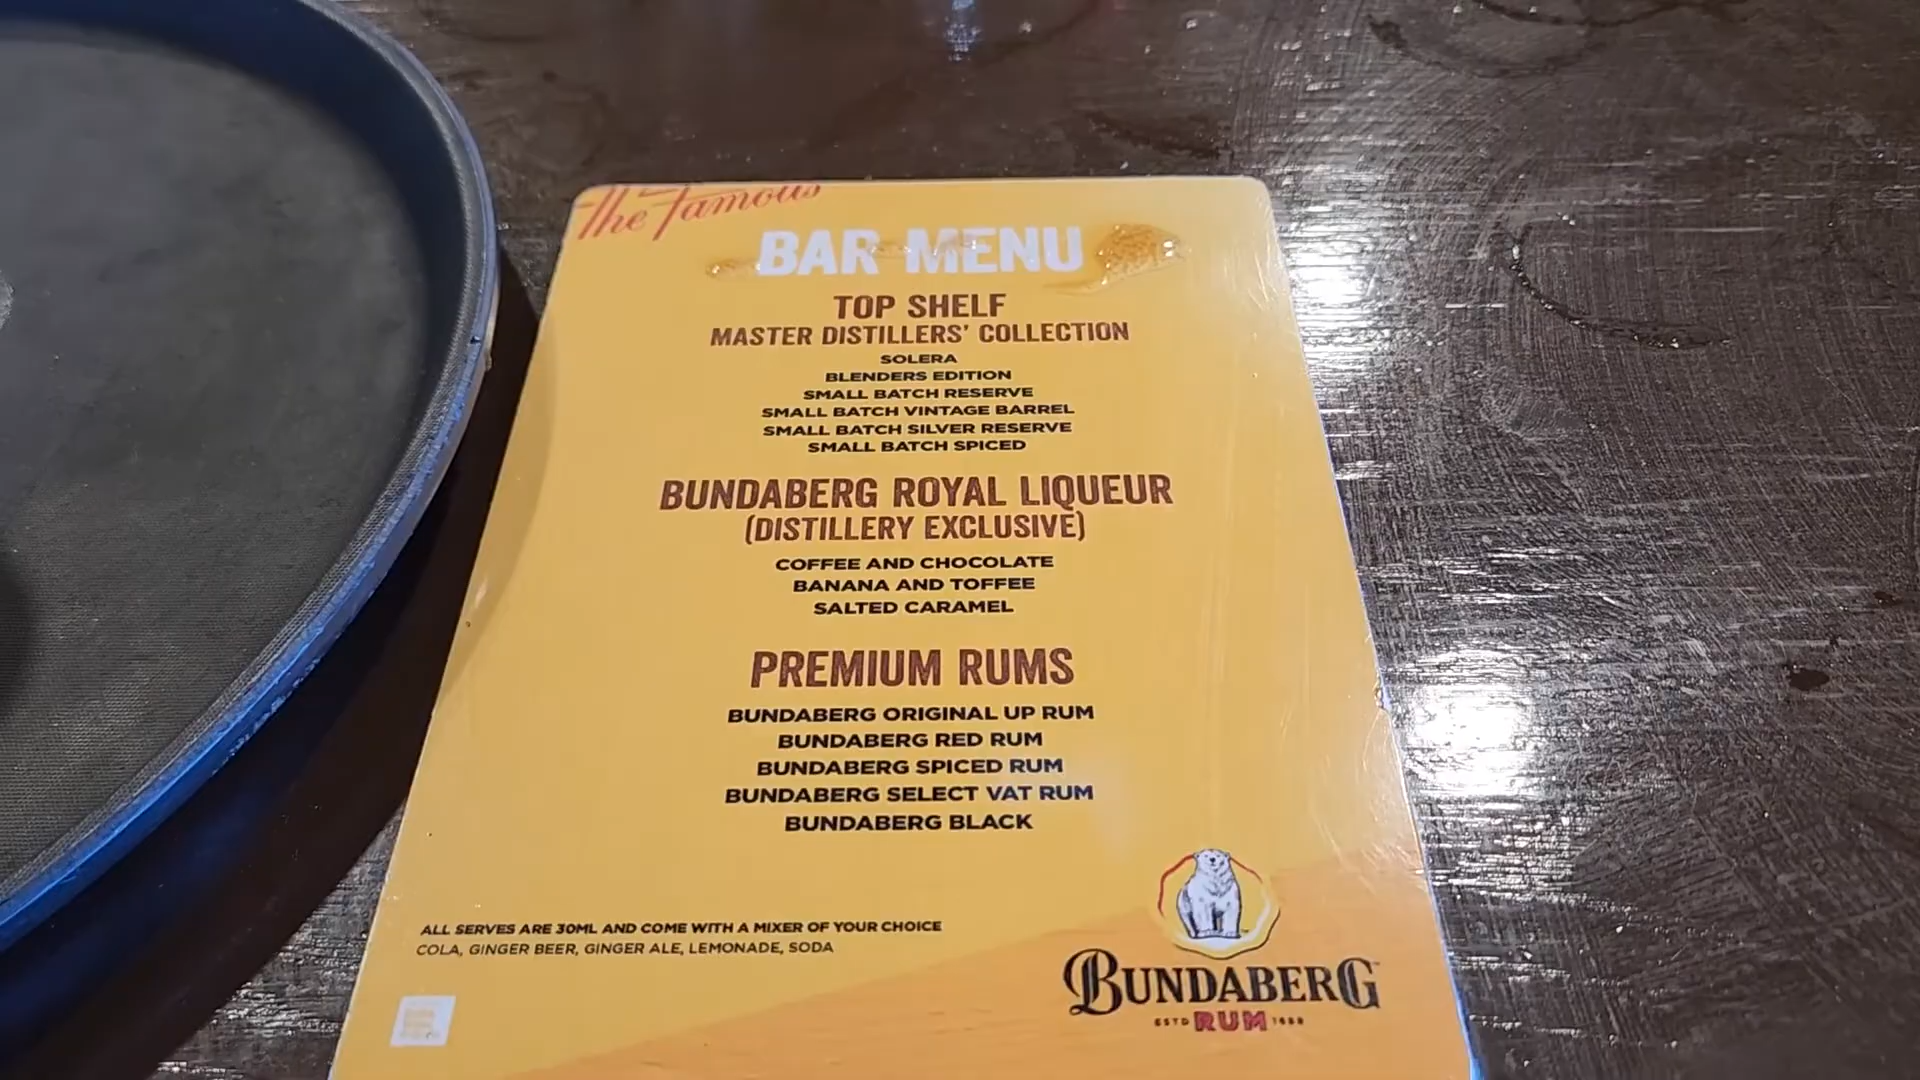 The Famous
BAR MENU
TOP SHELF
MASTER DISTILLERS' COLLECTION
SOLERA
BLENDERS EDITION
SMALL BATCH RESERVE
SMALL BATCH VINTAGE BARREL
SMALL BATCH SILVER RESERVE
SMALL BATCH SPICED
BUNDABERG ROYAL LIQUEUR
(DISTILLERY EXCLUSIVE)
COFFEE AND CHOCOLATE
BANANA AND TOFFEE
SALTED CARAMEL
PREMIUM RUMS
BUNDABERG ORIGINAL UP RUM
BUNDABERG RED RUM
BUNDABERG SPICED RUM
BUNDABERG SELECT VAT RUM
BUNDABERG BLACK
ALL SERVES ARE 30ML AND COME WITH A MIXER OF YOUR CHOICE
COLA, GINGER BEER, GINGER ALE, LEMONADE, SODA
BUNDABERG
ESTD RUM 1888